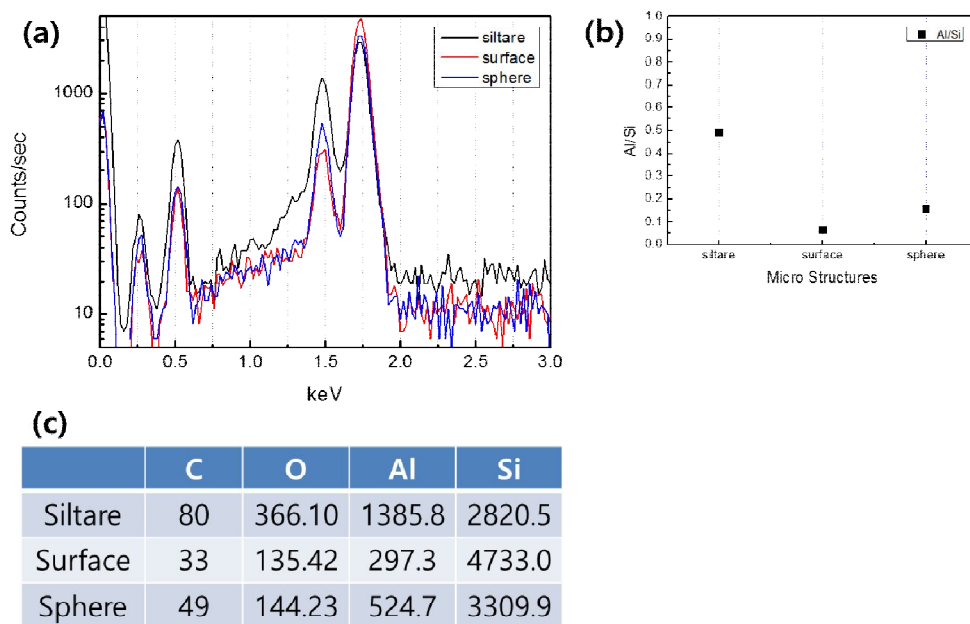 (a)
siltare
surface
sphere
1000
100
10
Counts/sec
0.0 0.5 1.0 1.5 2.0 2.5 3.0
keV
(b)
Al/Si
1.0
0.9
0.8
0.7
0.6
0.5
0.4
0.3
0.2
0.1
0.0
Al/Si
siltare surface sphere
Micro Structures
(c)
C O Al Si
Siltare 80 366.10 1385.8 2820.5
Surface 33 135.42 297.3 4733.0
Sphere 49 144.23 524.7 3309.9